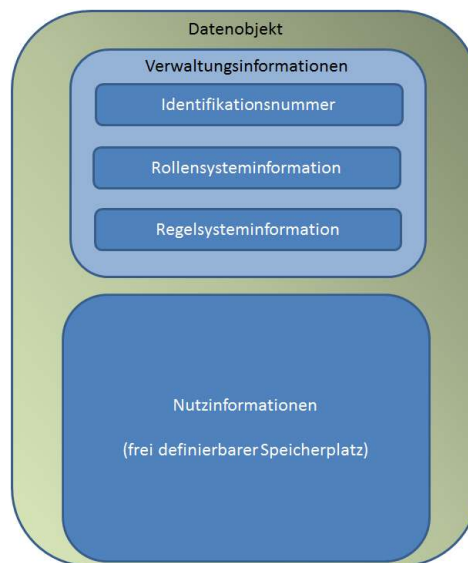 Datenobjekt
Verwaltungsinformationen
Identifikationsnummer
Rollensysteminformation
Regelsysteminformation
Nutzinformationen
(frei definierbarer Speicherplatz)